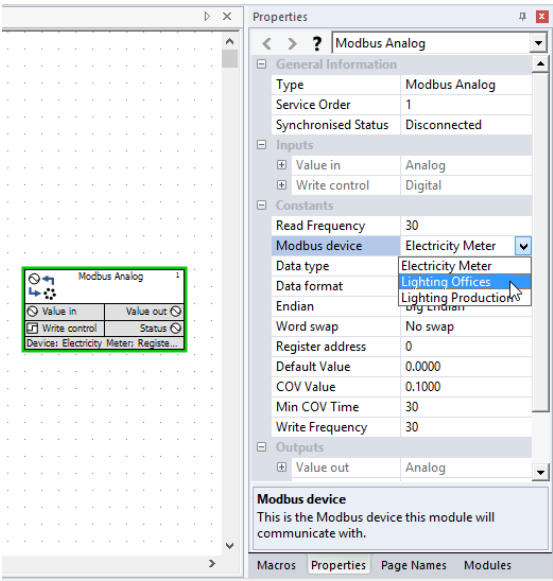 Properties
Modbus Analog
General Information
Type Modbus Analog
Service Order 1
Synchronised Status Disconnected
Inputs
Value in Analog
Write control Digital
Constants
Read Frequency 30
Modbus device Electricity Meter
Data type Electricity Meter
Data format Lighting Offices
Lighting Production
Endian Big Endian
Word swap No swap
Register address 0
Default Value 0.0000
COV Value 0.1000
Min COV Time 30
Write Frequency 30
Outputs
Value out Analog
Modbus device
This is the Modbus device this module will
communicate with.
Macros Properties Page Names Modules
Modbus Analog 1
Value in Value out
Write control Status
Device: Electricity Meter; Registe...